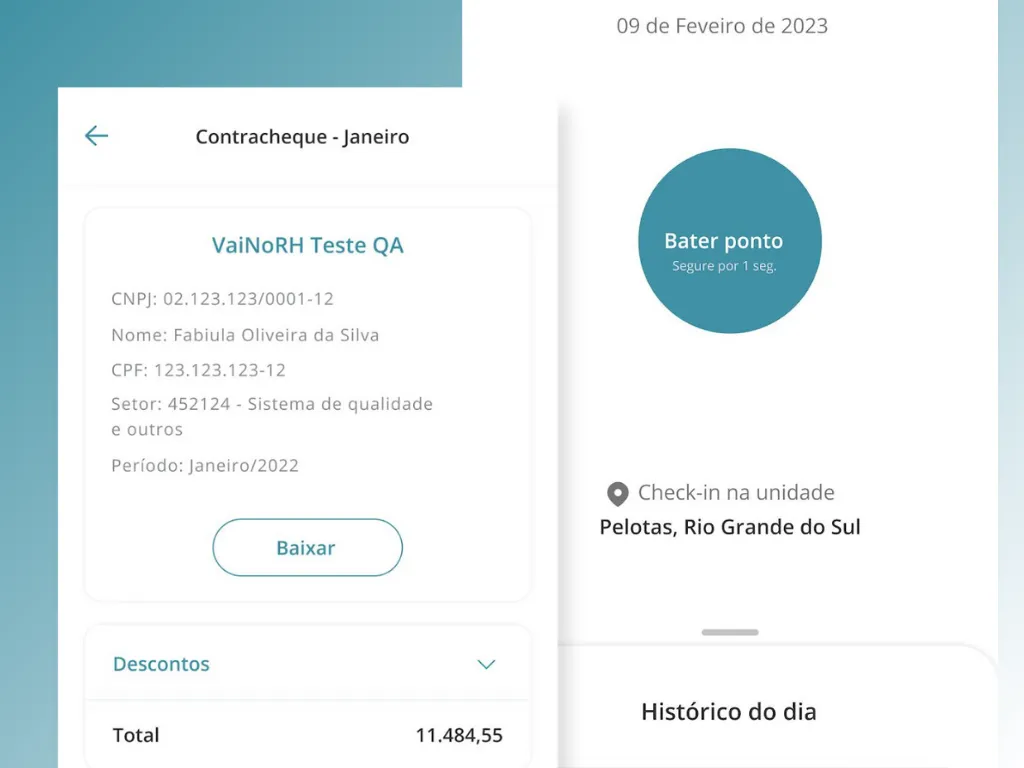 09 de Feveiro de 2023
Contracheque - Janeiro
VaiNoRH Teste QA
CNPJ: 02.123.123/0001-12
Nome: Fabiula Oliveira da Silva
CPF: 123.123.123-12
Setor: 452124 - Sistema de qualidade
e outros
Período: Janeiro/2022
Baixar
Descontos
Total 11.484,55
Bater ponto
Segure por 1 seg.
Check-in na unidade
Pelotas, Rio Grande do Sul
Histórico do dia